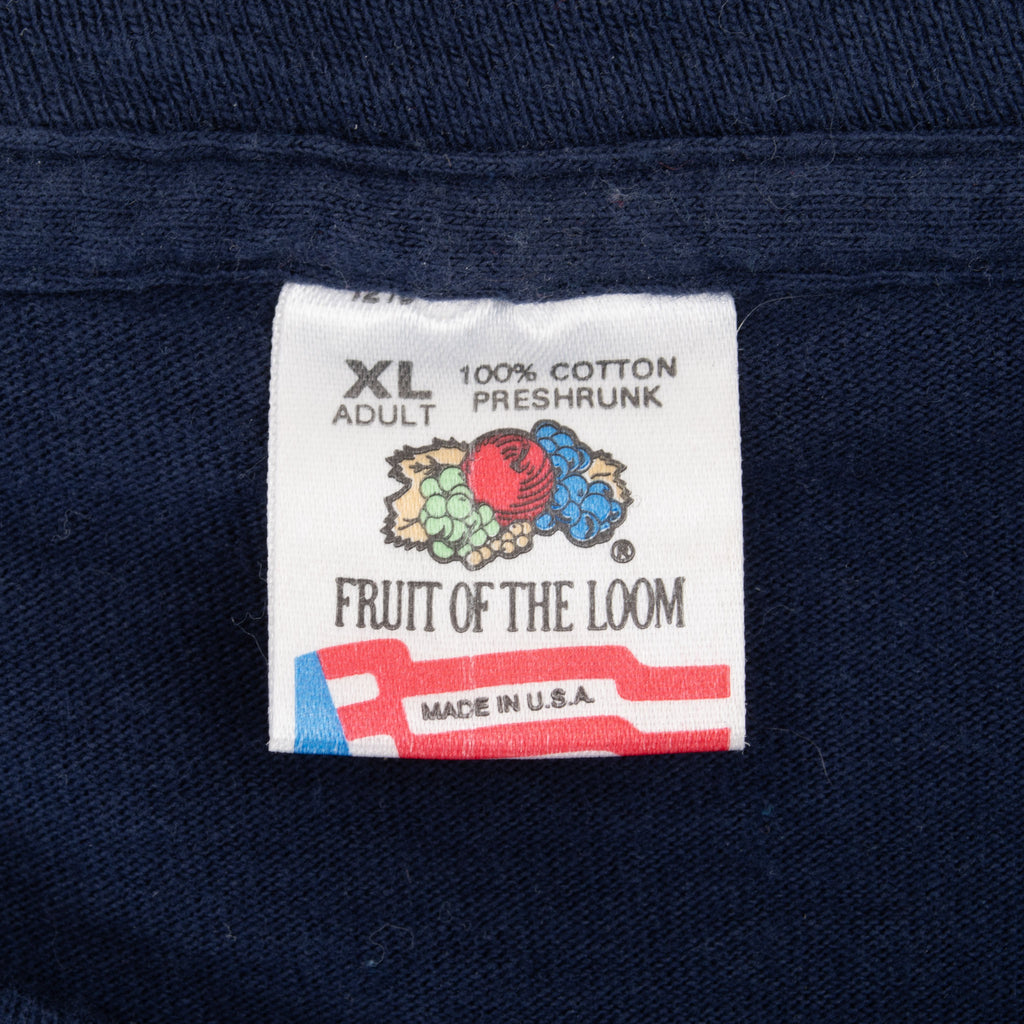 XL 100% COTTON
ADULT PRESHRUNK
®
FRUIT OF THE LOOM
MADE IN U.S.A.